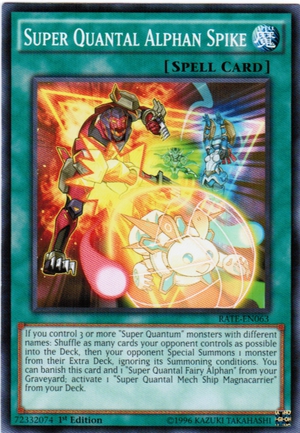 SUPER QUANTAL ALPHAN SPIKE
[SPELL CARD]
RATE-EN063
If you control 3 or more "Super Quantum" monsters with different
names: Shuffle as many cards your opponent controls as possible
into the Deck, then your opponent Special Summons 1 monster
from their Extra Deck, ignoring its Summoning conditions. You
can banish this card and 1 "Super Quantal Fairy Alphan" from your
Graveyard; activate 1 "Super Quantal Mech Ship Magnacarrier"
from your Deck.
72332074
1st Edition
©1996 KAZUKI TAKAHASHI